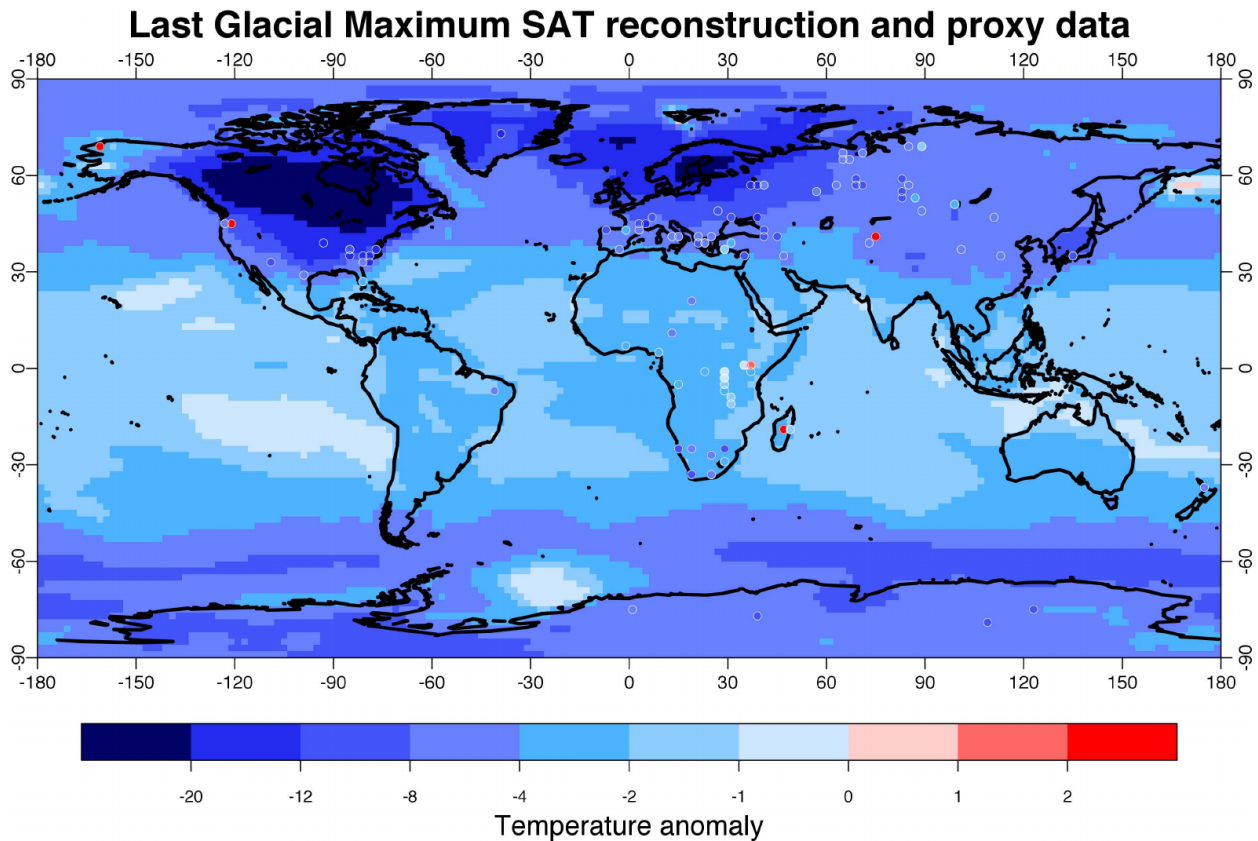 Last Glacial Maximum SAT reconstruction and proxy data
-180 -150 -120 -90 -60 -30 0 30 60 90 120 150 180
90 90
60 60
30 30
0 0
-30 -30
-60 -60
-90 -90
-180 -150 -120 -90 -60 -30 0 30 60 90 120 150 180
-20 -12 -8 -4 -2 -1 0 1 2
Temperature anomaly